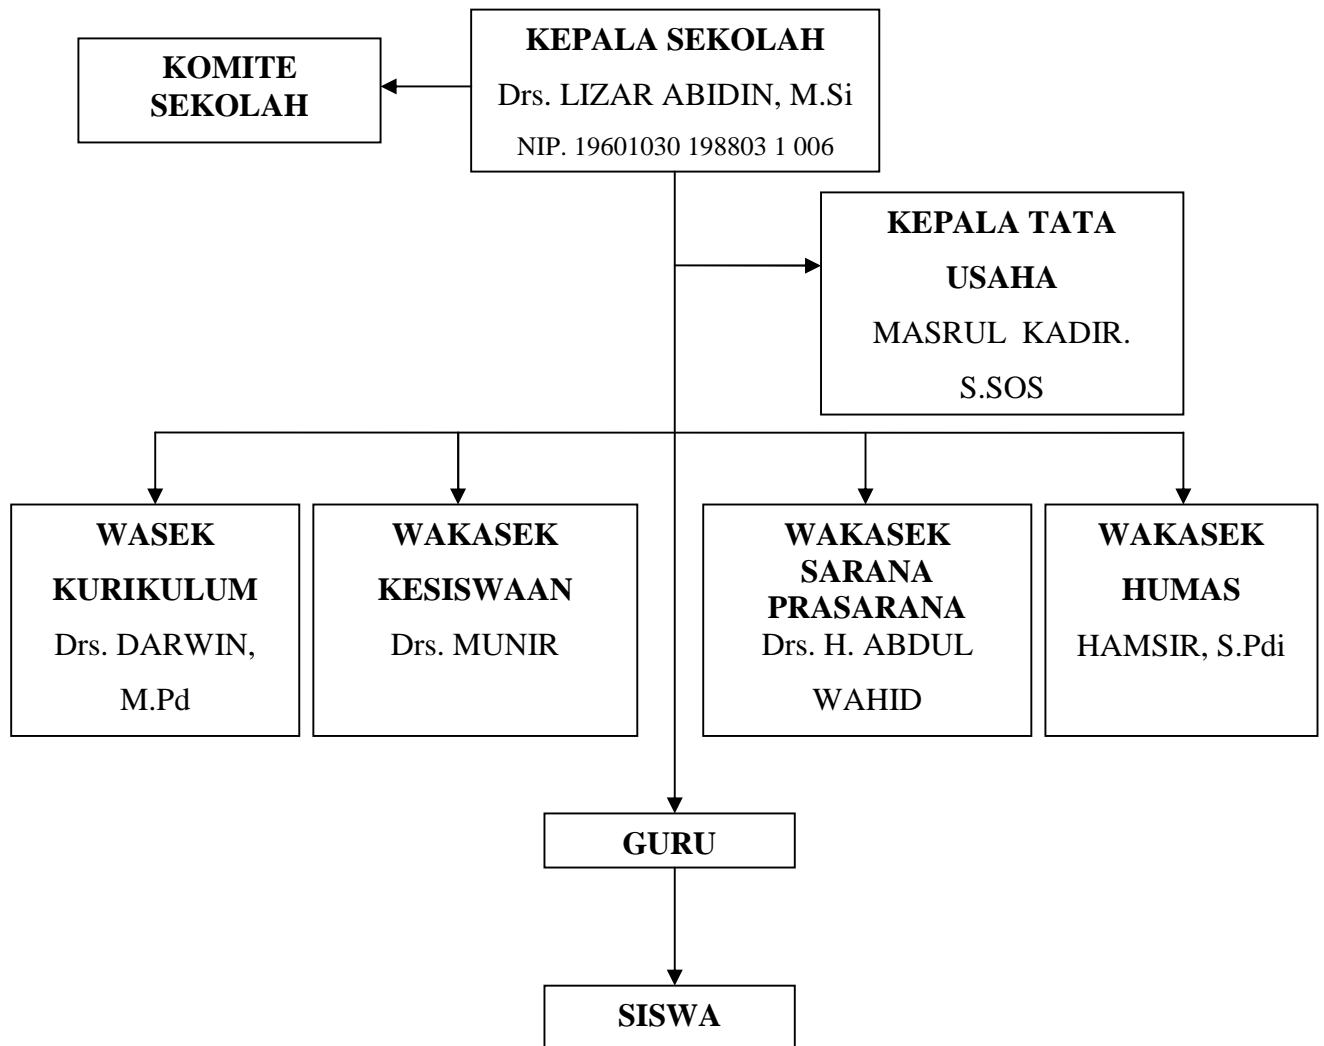 KEPALA SEKOLAH
Drs. LIZAR ABIDIN, M.Si
NIP. 19601030 198803 1 006
KOMITE
SEKOLAH
KEPALA TATA
USAHA
MASRUL KADIR.
S.SOS
WASEK
KURIKULUM
Drs. DARWIN,
M.Pd
WAKASEK
KESISWAAN
Drs. MUNIR
WAKASEK
SARANA
PRASARANA
Drs. H. ABDUL
WAHID
WAKASEK
HUMAS
HAMSIR, S.Pdi
GURU
SISWA